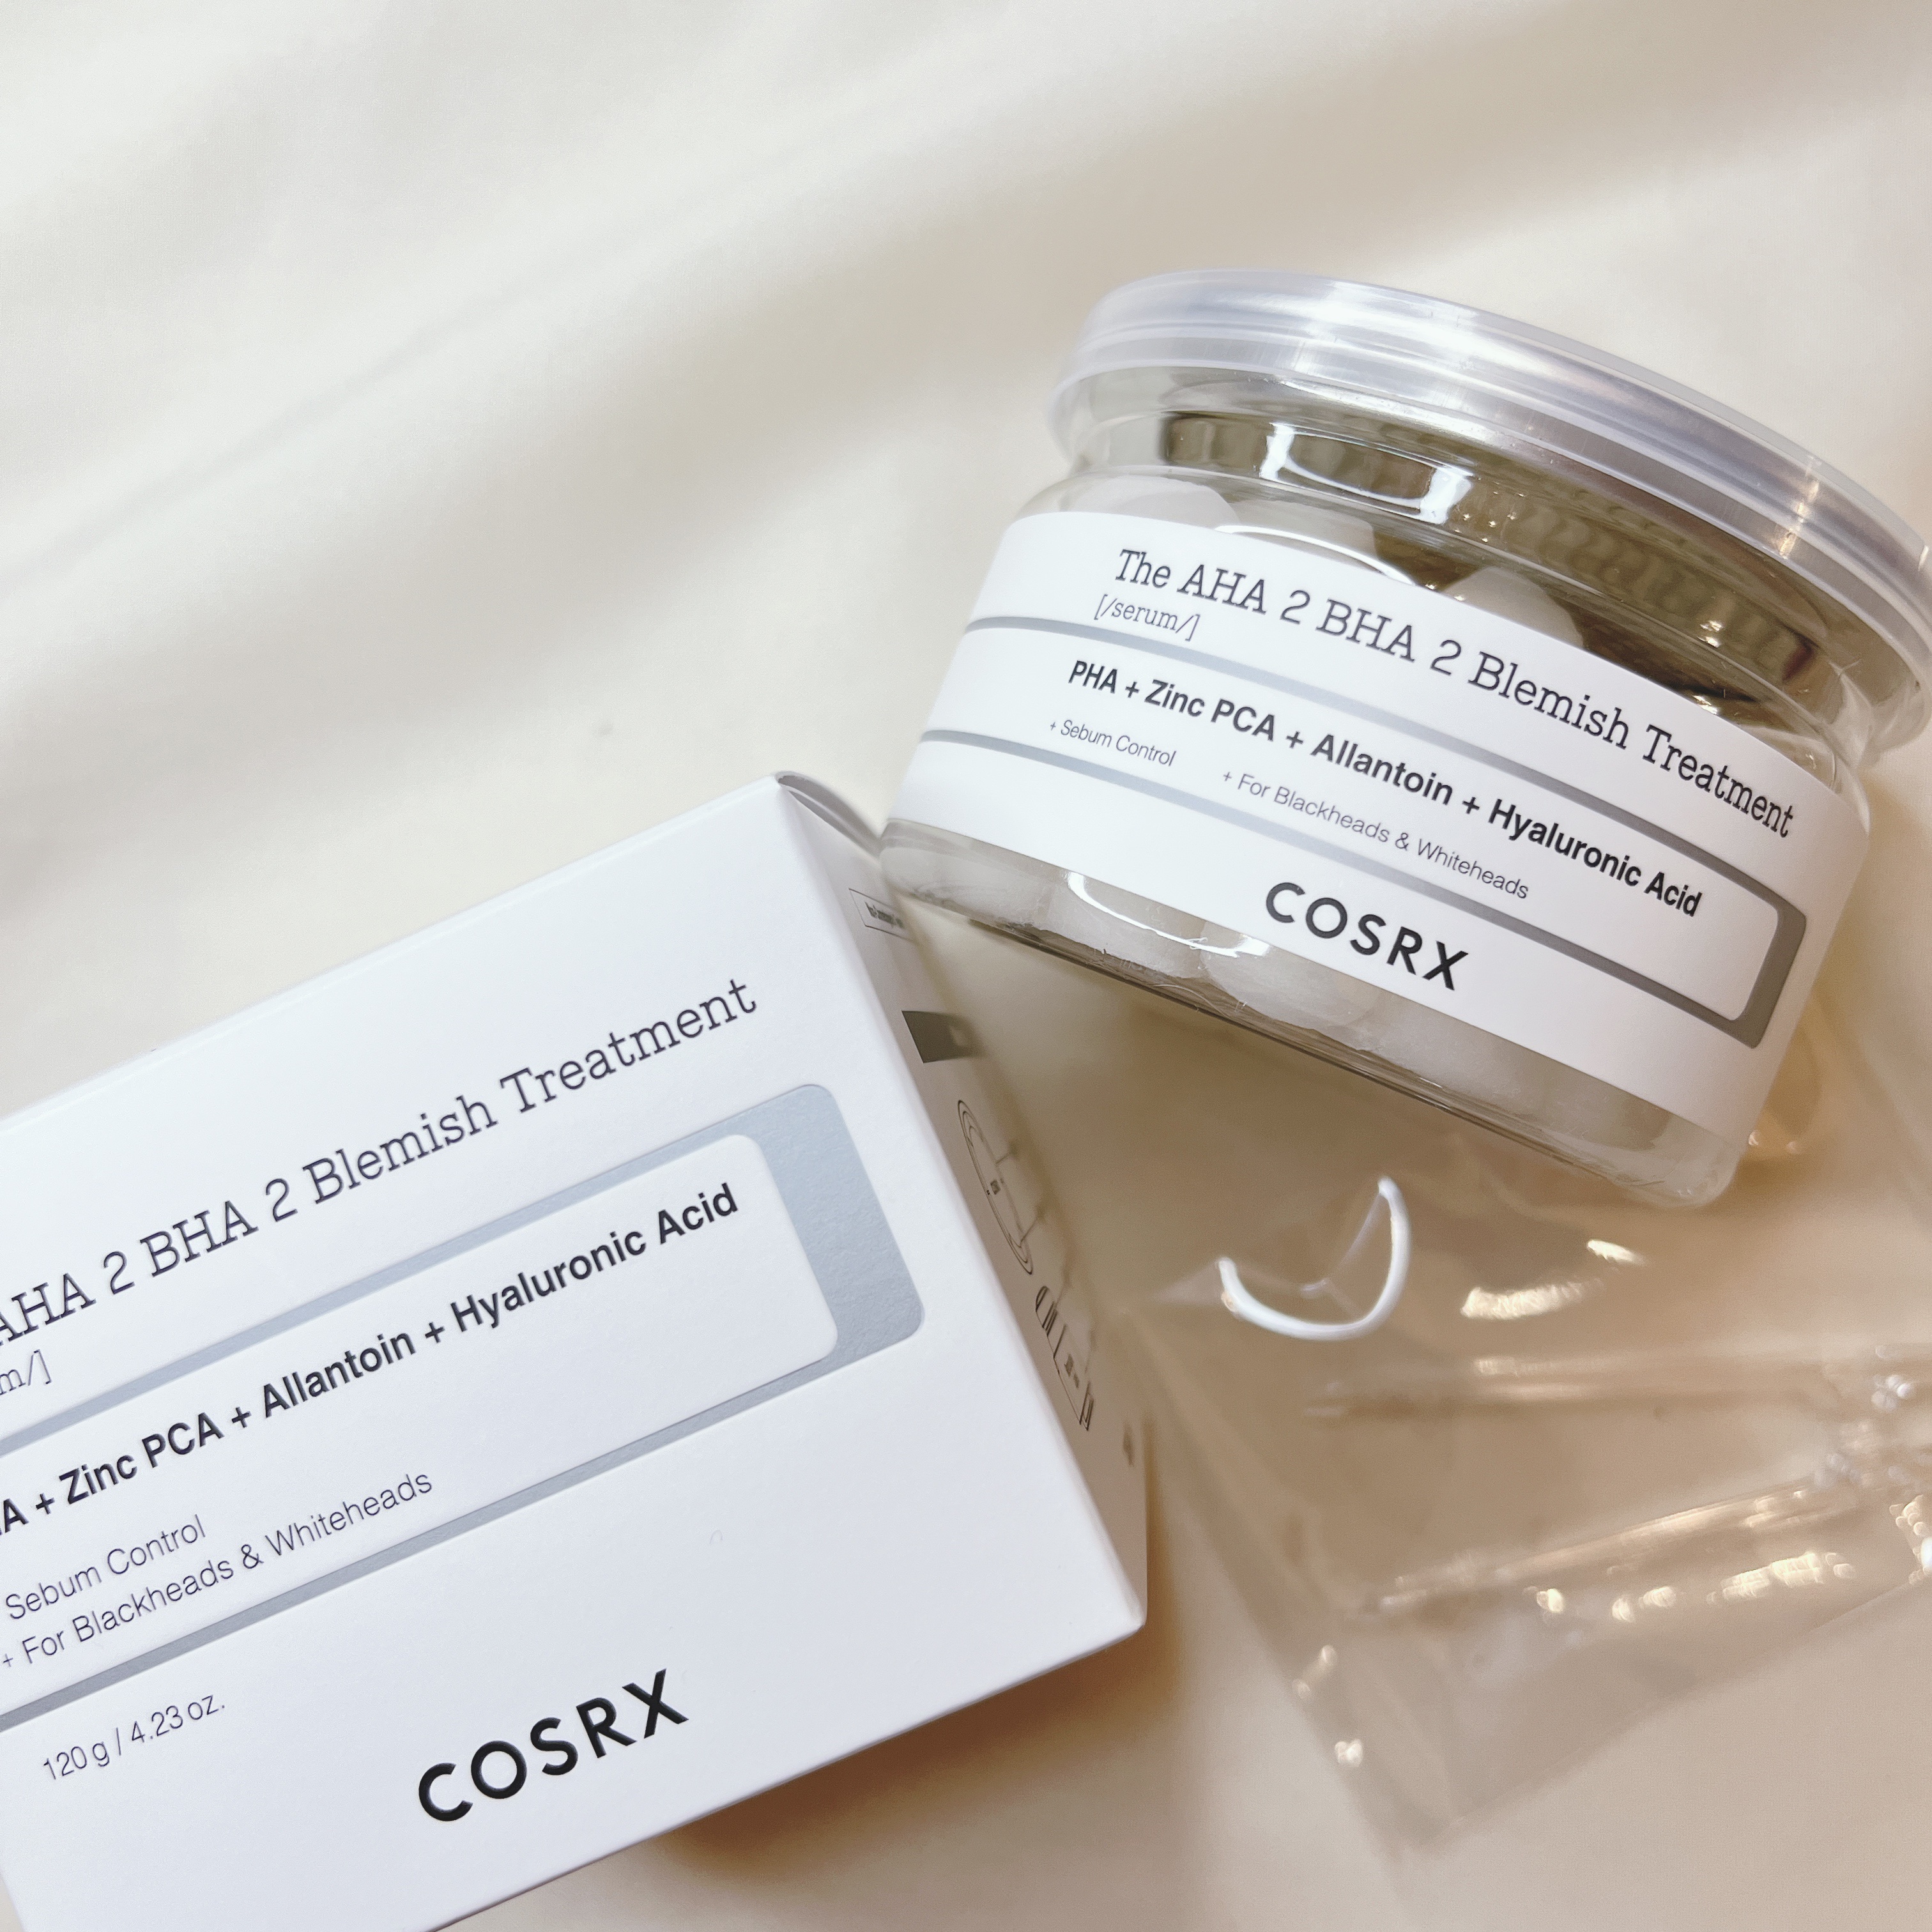 The AHA 2 BHA 2 Blemish Treatment
[/serum/]
PHA + Zinc PCA + Allantoin + Hyaluronic Acid
+ Sebum Control + For Blackheads & Whiteheads
COSRX
AHA 2 BHA 2 Blemish Treatment
m/]
A + Zinc PCA + Allantoin + Hyaluronic Acid
Sebum Control
+ For Blackheads & Whiteheads
120 g / 4.23 oz.
COSRX